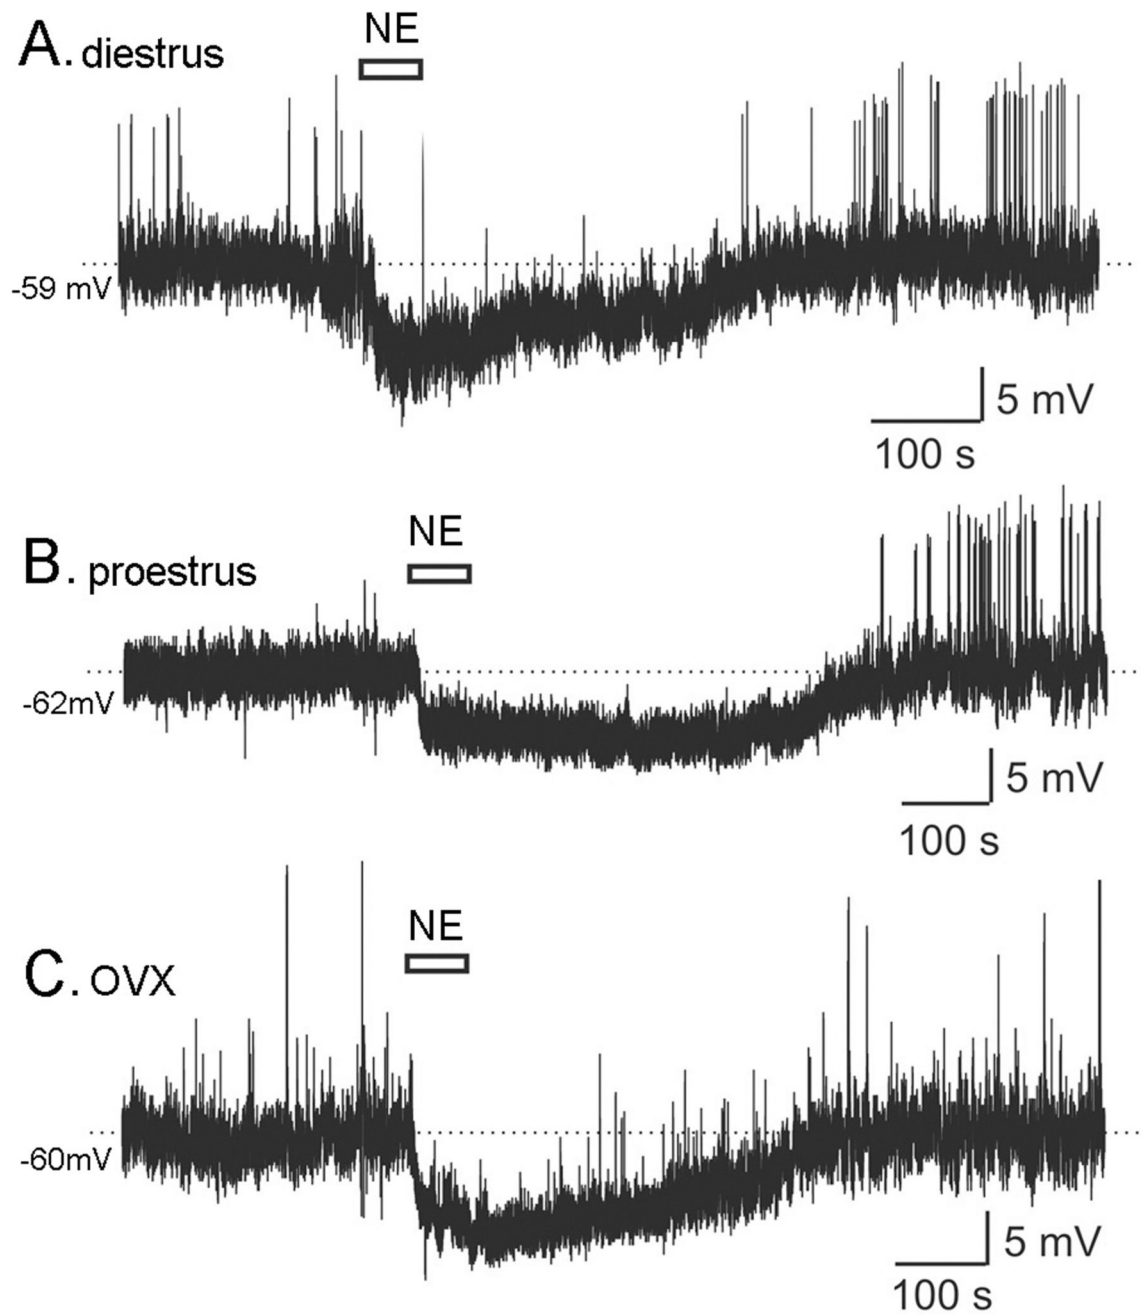 NE
A. diestrus
-59 mV
5 mV
100 s
NE
B. proestrus
-62mV
5 mV
100 s
NE
C. OVX
-60mV
5 mV
100 s